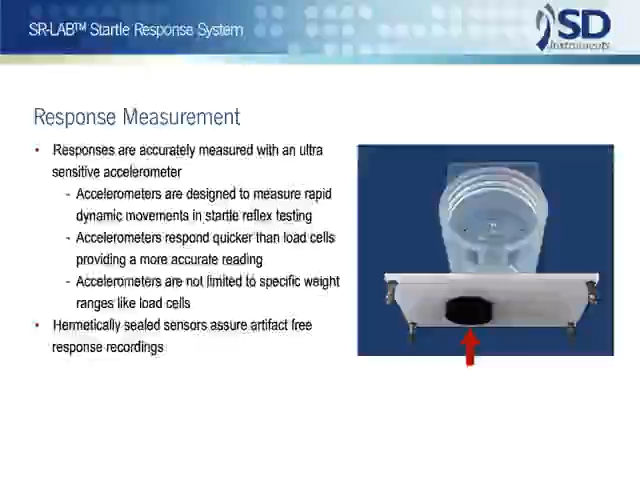 SR-LAB™ Startle Response System
SD
Instruments
Response Measurement
• Responses are accurately measured with an ultra
sensitive accelerometer
- Accelerometers are designed to measure rapid
dynamic movements in startle reflex testing
- Accelerometers respond quicker than load cells
providing a more accurate reading
- Accelerometers are not limited to specific weight
ranges like load cells
• Hermetically sealed sensors assure artifact free
response recordings